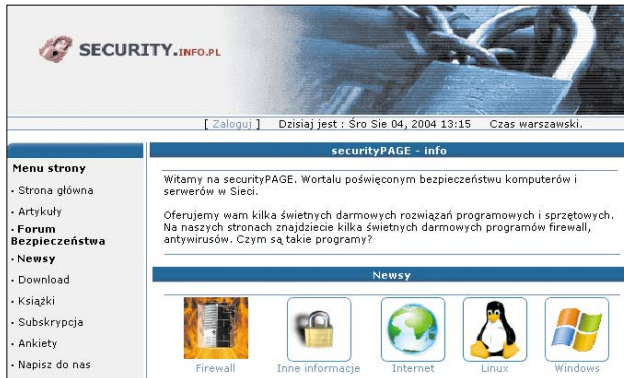 SECURITY.INFO.PL
[ Zaloguj ] Dzisiaj jest : Śro Sie 04, 2004 13:15 Czas warszawski.
Menu strony
· Strona główna
· Artykuły
· Forum
Bezpieczeństwa
· Newsy
· Download
· Książki
· Subskrypcja
· Ankiety
· Napisz do nas
securityPAGE - info
Witamy na securityPAGE. Wortalu poświęconym bezpieczeństwu komputerów i
serwerów w Sieci.
Oferujemy wam kilka świetnych darmowych rozwiązań programowych i sprzętowych.
Na naszych stronach znajdziecie kilka świetnych darmowych programów firewall,
antywirusów. Czym są takie programy?
Newsy
Firewall Inne informacje Internet Linux Windows